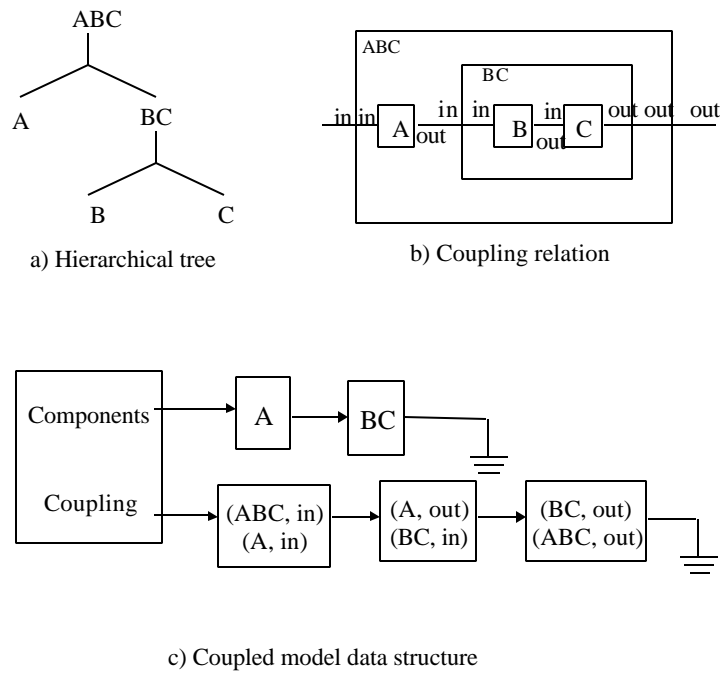 ABC
A
BC
B
C
a) Hierarchical tree
ABC
BC
in in
A
out
in
in
B
in
out
C
out out
out
b) Coupling relation
Components
A
BC
Coupling
(ABC, in)
(A, in)
(A, out)
(BC, in)
(BC, out)
(ABC, out)
c) Coupled model data structure